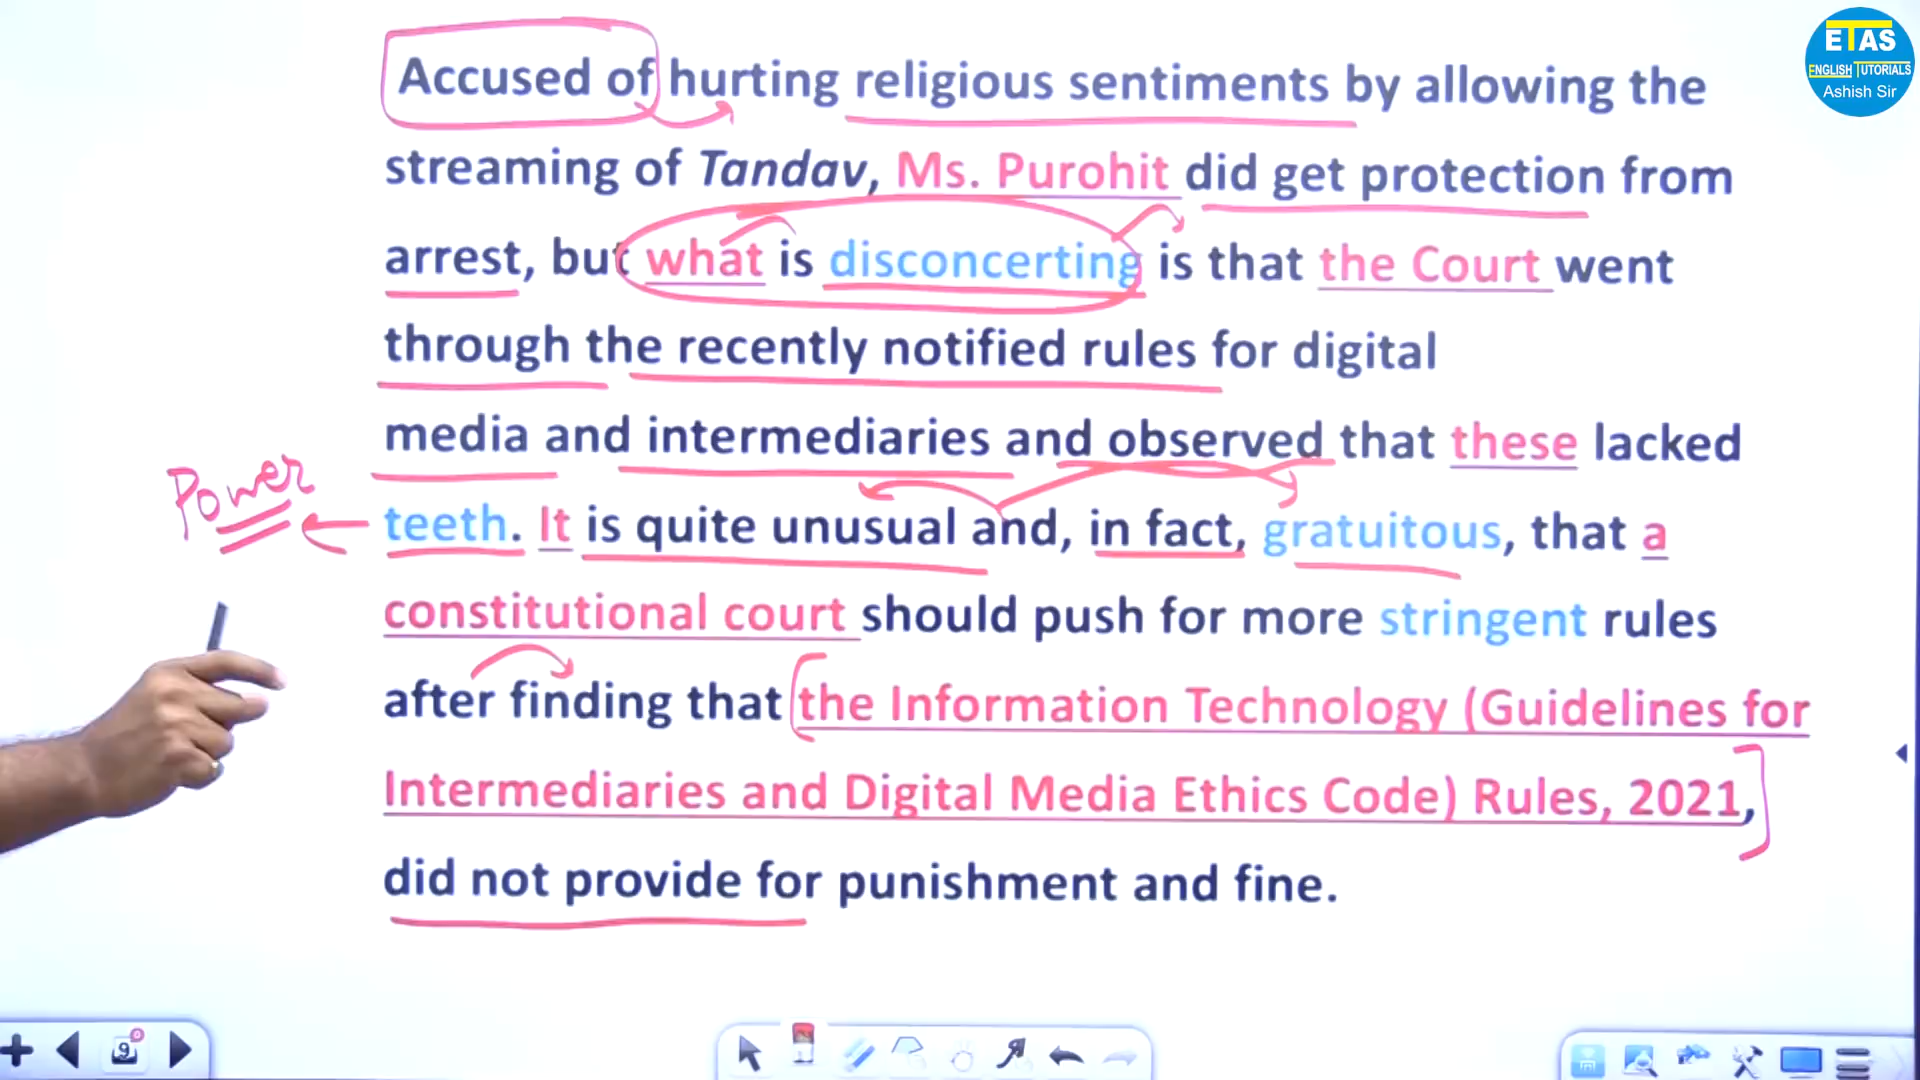 ETAS
ENGLISH TUTORIALS
Ashish Sir
Accused of hurting religious sentiments by allowing the
streaming of Tandav, Ms. Purohit did get protection from
arrest, but what is disconcerting is that the Court went
through the recently notified rules for digital
media and intermediaries and observed that these lacked
Power
teeth. It is quite unusual and, in fact, gratuitous, that a
constitutional court should push for more stringent rules
after finding that the Information Technology (Guidelines for
Intermediaries and Digital Media Ethics Code) Rules, 2021,
did not provide for punishment and fine.
9
0